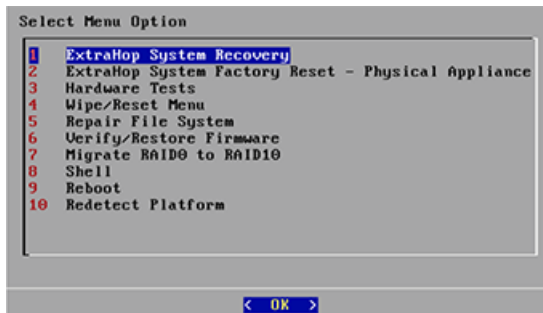 Select Menu Option
1 ExtraHop System Recovery
2 ExtraHop System Factory Reset - Physical Appliance
3 Hardware Tests
4 Wipe/Reset Menu
5 Repair File System
6 Verify/Restore Firmware
7 Migrate RAID0 to RAID10
8 Shell
9 Reboot
10 Redetect Platform
< OK >